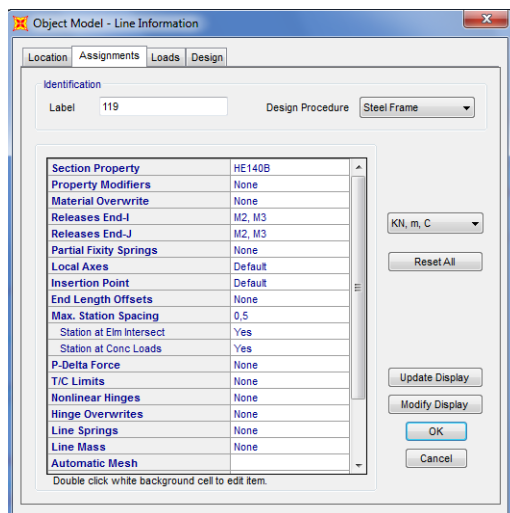 Object Model - Line Information
Location Assignments Loads Design
Identification
Label 119 Design Procedure Steel Frame
Section Property HE140B
Property Modifiers None
Material Overwrite None
Releases End-I M2, M3
Releases End-J M2, M3
Partial Fixity Springs None
Local Axes Default
Insertion Point Default
End Length Offsets None
Max. Station Spacing 0,5
Station at Elm Intersect Yes
Station at Conc Loads Yes
P-Delta Force None
T/C Limits None
Nonlinear Hinges None
Hinge Overwrites None
Line Springs None
Line Mass None
Automatic Mesh
Double click white background cell to edit item.
KN, m, C
Reset All
Update Display
Modify Display
OK
Cancel